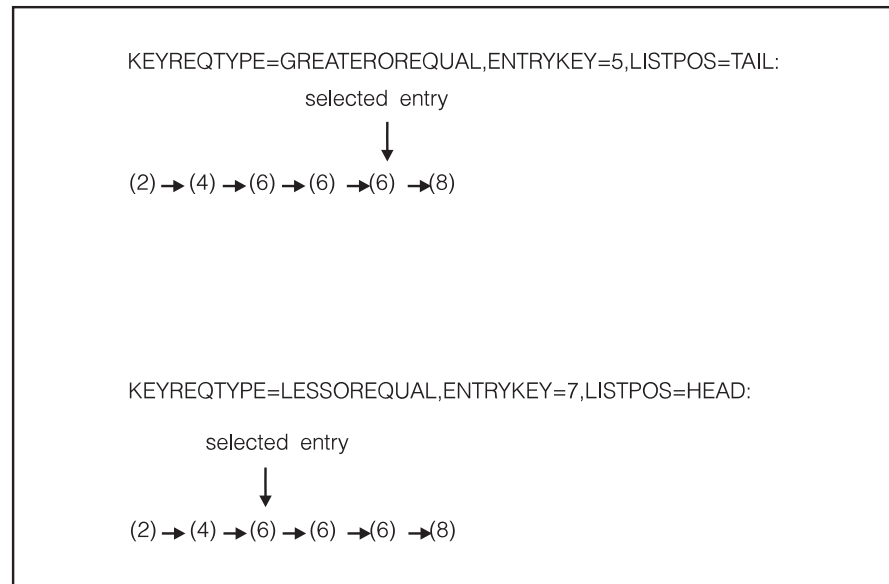 KEYREQTYPE=GREATEROREQUAL,ENTRYKEY=5,LISTPOS=TAIL:
selected entry
(2) → (4) → (6) → (6) → (6) → (8)
KEYREQTYPE=LESSOREQUAL,ENTRYKEY=7,LISTPOS=HEAD:
selected entry
(2) → (4) → (6) → (6) → (6) → (8)